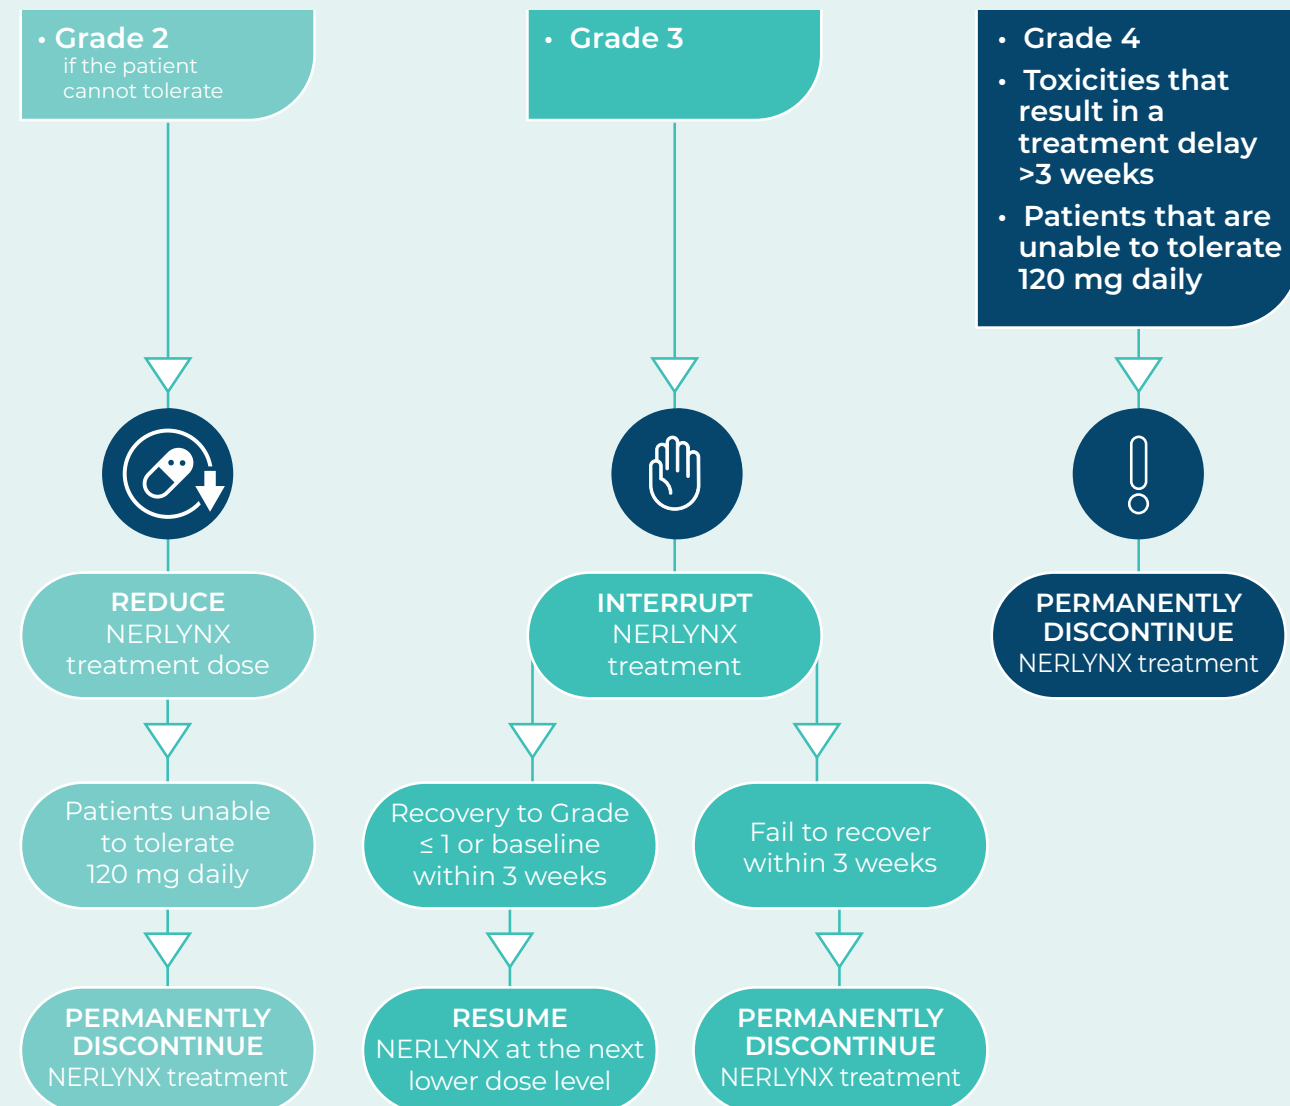 • Grade 2
if the patient
cannot tolerate
• Grade 3
• Grade 4
• Toxicities that
result in a
treatment delay
>3 weeks
• Patients that are
unable to tolerate
120 mg daily
REDUCE
NERLYNX
treatment dose
INTERRUPT
NERLYNX
treatment
PERMANENTLY
DISCONTINUE
NERLYNX treatment
Patients unable
to tolerate
120 mg daily
Recovery to Grade
≤ 1 or baseline
within 3 weeks
Fail to recover
within 3 weeks
PERMANENTLY
DISCONTINUE
NERLYNX treatment
RESUME
NERLYNX at the next
lower dose level
PERMANENTLY
DISCONTINUE
NERLYNX treatment